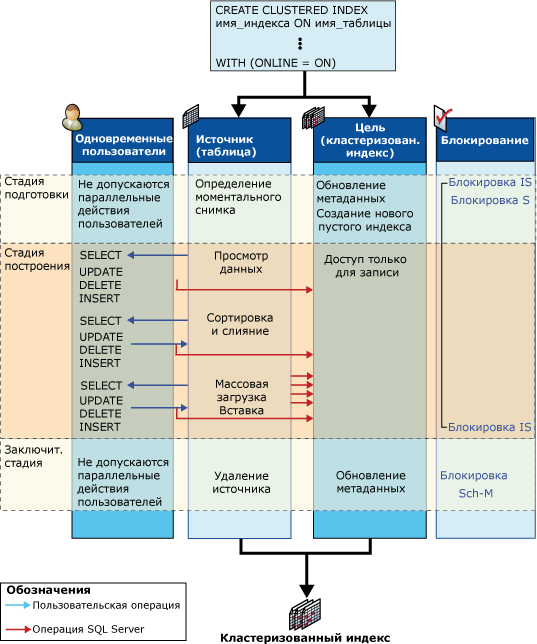 CREATE CLUSTERED INDEX
имя_индекса ON имя_таблицы
WITH (ONLINE = ON)
Одновременные
пользователи
Источник
(таблица)
Цель
(кластеризован.
индекс)
Блокирование
Стадия
подготовки
Не допускаются
параллельные
действия
пользователей
Определение
моментального
снимка
Обновление
метаданных
Создание нового
пустого индекса
Блокировка IS
Блокировка S
Стадия
построения
SELECT
UPDATE
DELETE
INSERT
Просмотр
данных
Доступ только
для записи
SELECT
UPDATE
DELETE
INSERT
Сортировка
и слияние
SELECT
UPDATE
DELETE
INSERT
Массовая
загрузка
Вставка
Блокировка IS
Заключит.
стадия
Не допускаются
параллельные
действия
пользователей
Удаление
источника
Обновление
метаданных
Блокировка
Sch-M
Обозначения
Пользовательская операция
Операция SQL Server
Кластеризованный индекс